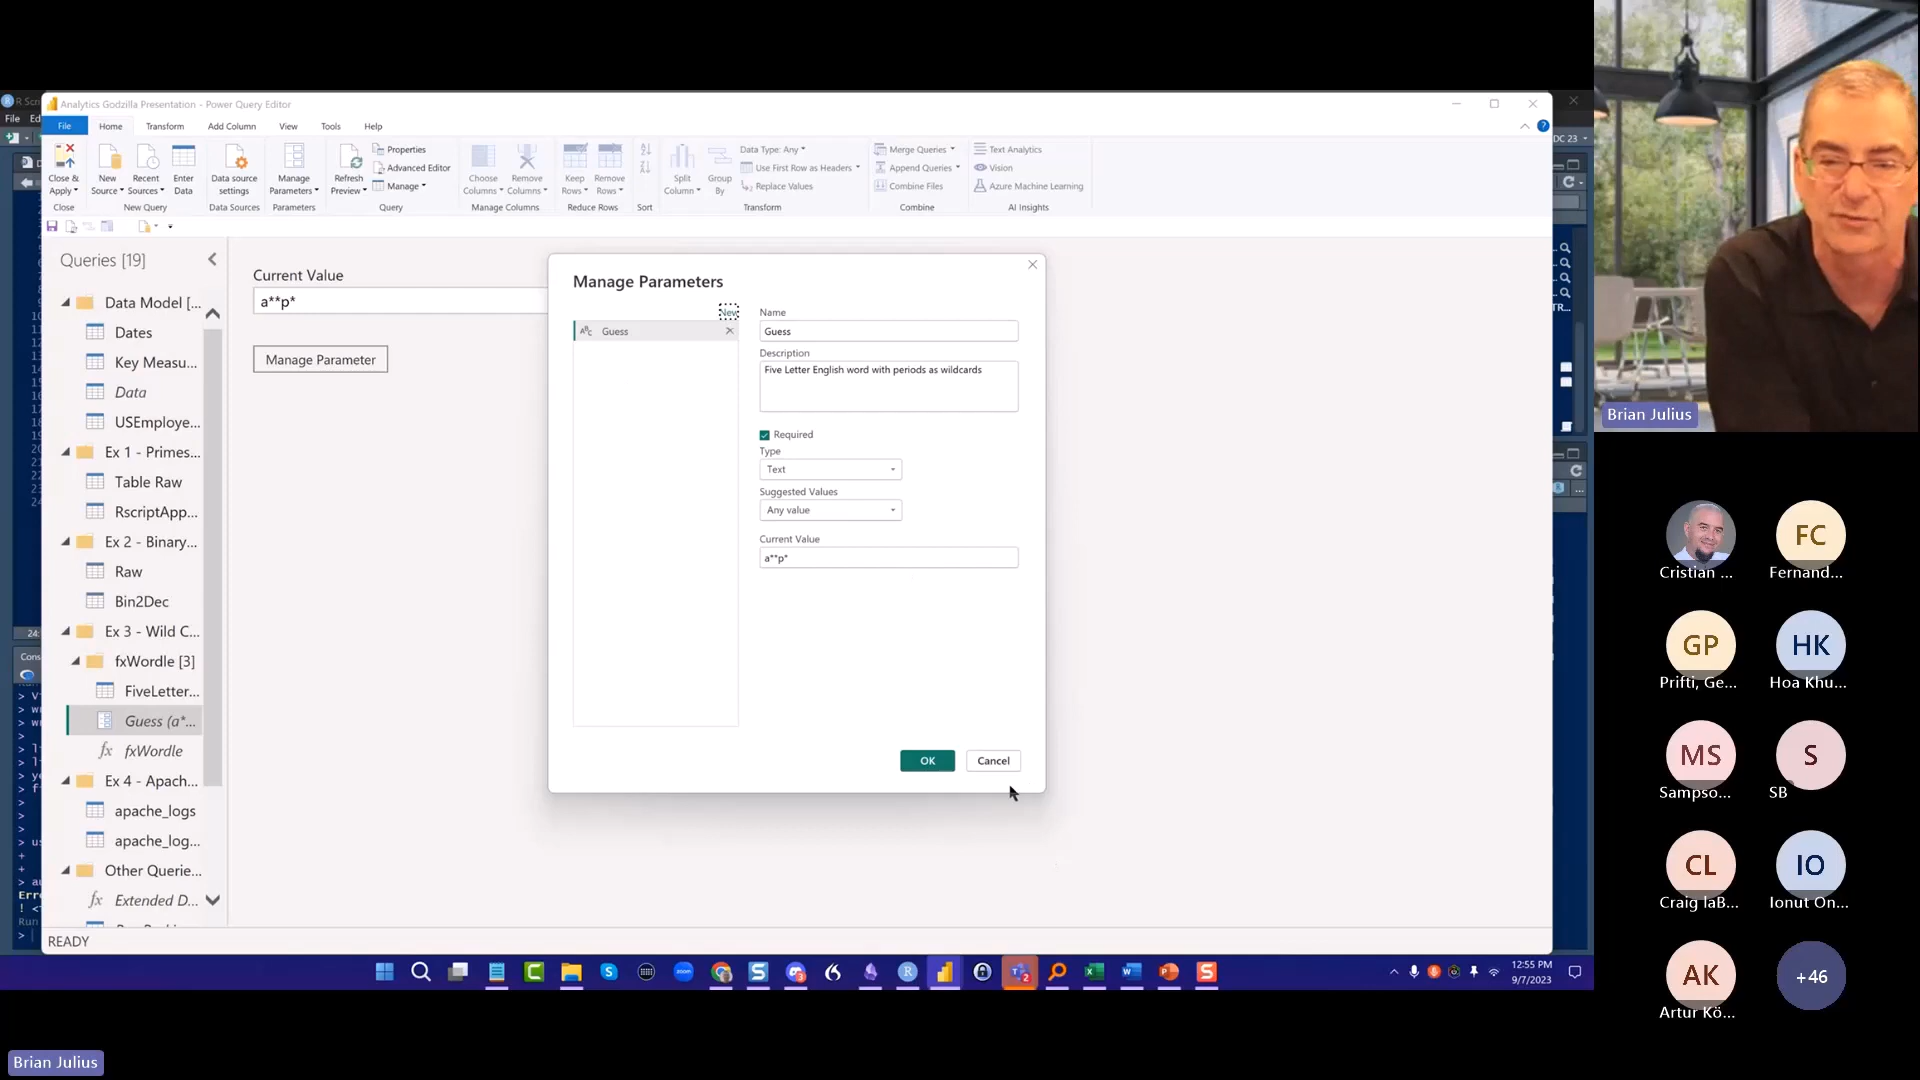 Analytics Godzilla Presentation - Power Query Editor
File
Home
Transform
Add Column
View
Tools
Help
Close &
Apply
Close
New
Source
Recent
Sources
Enter
Data
New Query
Data source
settings
Data Sources
Manage
Parameters
Parameters
Refresh
Preview
Properties
Advanced Editor
Manage
Query
Choose
Columns
Remove
Columns
Manage Columns
Keep
Rows
Remove
Rows
Reduce Rows
Sort
Split
Column
Group
By
Data Type: Any
Use First Row as Headers
Replace Values
Transform
Merge Queries
Append Queries
Combine Files
Combine
Text Analytics
Vision
Azure Machine Learning
AI Insights
Queries [19]
Data Model [...
Dates
Key Measu...
Data
USEmploye...
Ex 1 - Primes...
Table Raw
RscriptApp...
Ex 2 - Binary...
Raw
Bin2Dec
Ex 3 - Wild C...
fxWordle [3]
FiveLetter...
Guess (a*...
fxWordle
Ex 4 - Apach...
apache_logs
apache_log...
Other Querie...
Extended D...
READY
Current Value
a**p*
Manage Parameter
Manage Parameters
New
Guess
Name
Guess
Description
Five Letter English word with periods as wildcards
Required
Type
Text
Suggested Values
Any value
Current Value
a**p*
OK
Cancel
12:55 PM
9/7/2023
Brian Julius
Cristian ...
FC
Fernand...
GP
Prifti, Ge...
HK
Hoa Khu...
MS
Sampso...
S
SB
CL
Craig laB...
IO
Ionut On...
AK
Artur Kö...
+46
Brian Julius